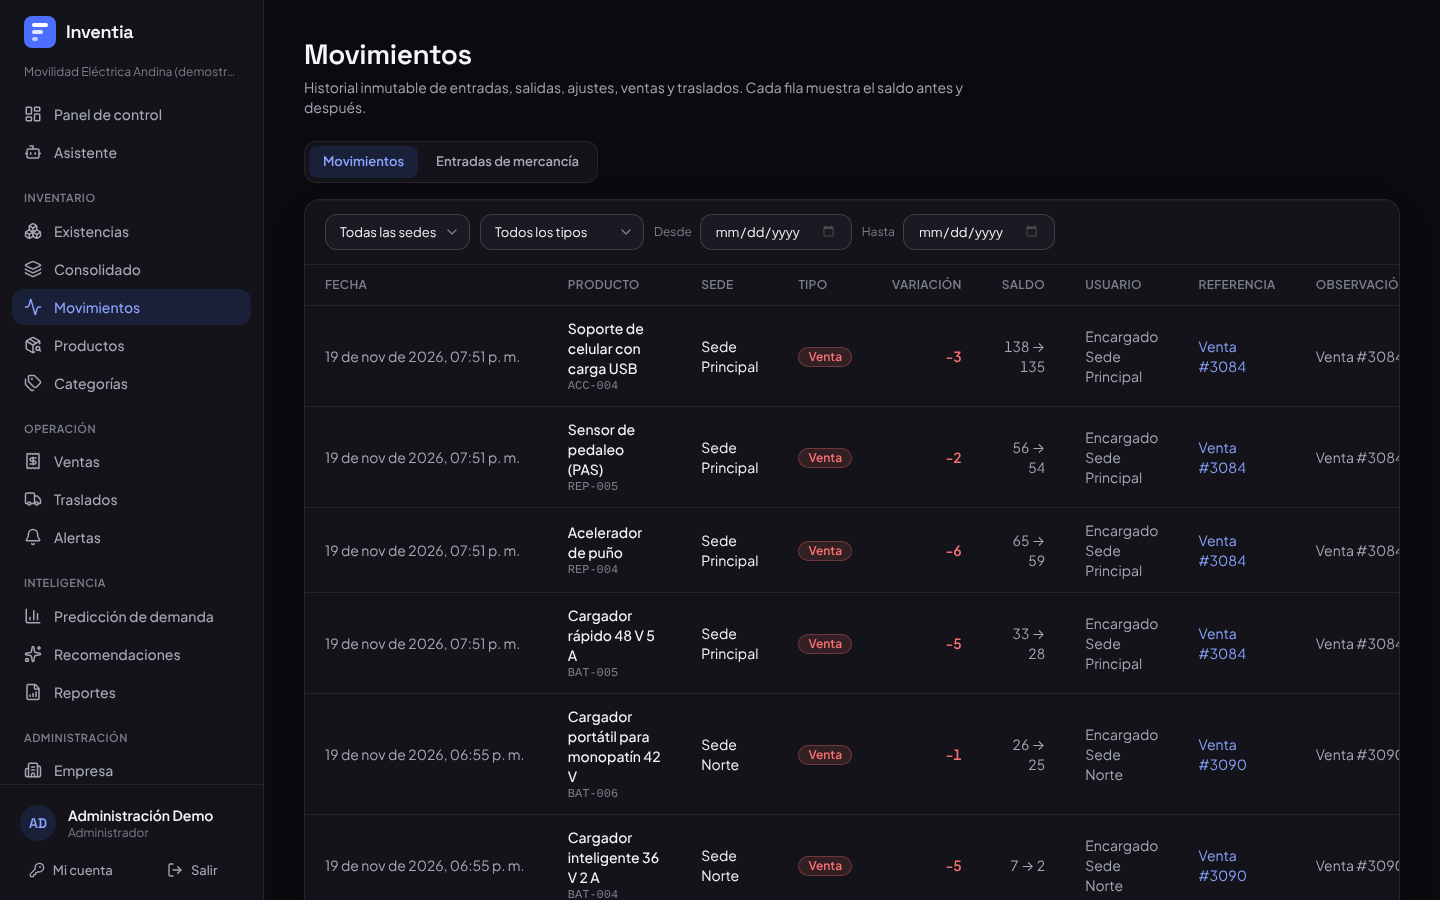 Inventia
Movilidad Eléctrica Andina (demostr...
Panel de control
Asistente
INVENTARIO
Existencias
Consolidado
Movimientos
Productos
Categorías
OPERACIÓN
Ventas
Traslados
Alertas
INTELIGENCIA
Predicción de demanda
Recomendaciones
Reportes
ADMINISTRACIÓN
Empresa
AD
Administración Demo
Administrador
Mi cuenta
Salir
Movimientos
Historial inmutable de entradas, salidas, ajustes, ventas y traslados. Cada fila muestra el saldo antes y
después.
Movimientos
Entradas de mercancía
Todas las sedes
Todos los tipos
Desde
mm/dd/yyyy
Hasta
mm/dd/yyyy
FECHA PRODUCTO SEDE TIPO VARIACIÓN SALDO USUARIO REFERENCIA OBSERVACIÓ
19 de nov de 2026, 07:51 p. m.
Soporte de
celular con
carga USB
ACC-004
Sede
Principal
Venta
-3
138 →
135
Encargado
Sede
Principal
Venta
#3084
Venta #3084
19 de nov de 2026, 07:51 p. m.
Sensor de
pedaleo
(PAS)
REP-005
Sede
Principal
Venta
-2
56 →
54
Encargado
Sede
Principal
Venta
#3084
Venta #3084
19 de nov de 2026, 07:51 p. m.
Acelerador
de puño
REP-004
Sede
Principal
Venta
-6
65 →
59
Encargado
Sede
Principal
Venta
#3084
Venta #3084
19 de nov de 2026, 07:51 p. m.
Cargador
rápido 48 V 5
A
BAT-005
Sede
Principal
Venta
-5
33 →
28
Encargado
Sede
Principal
Venta
#3084
Venta #3084
19 de nov de 2026, 06:55 p. m.
Cargador
portátil para
monopatín 42
V
BAT-006
Sede
Norte
Venta
-1
26 →
25
Encargado
Sede
Norte
Venta
#3090
Venta #3090
19 de nov de 2026, 06:55 p. m.
Cargador
inteligente 36
V 2 A
BAT-004
Sede
Norte
Venta
-5
7 → 2
Encargado
Sede
Norte
Venta
#3090
Venta #3090